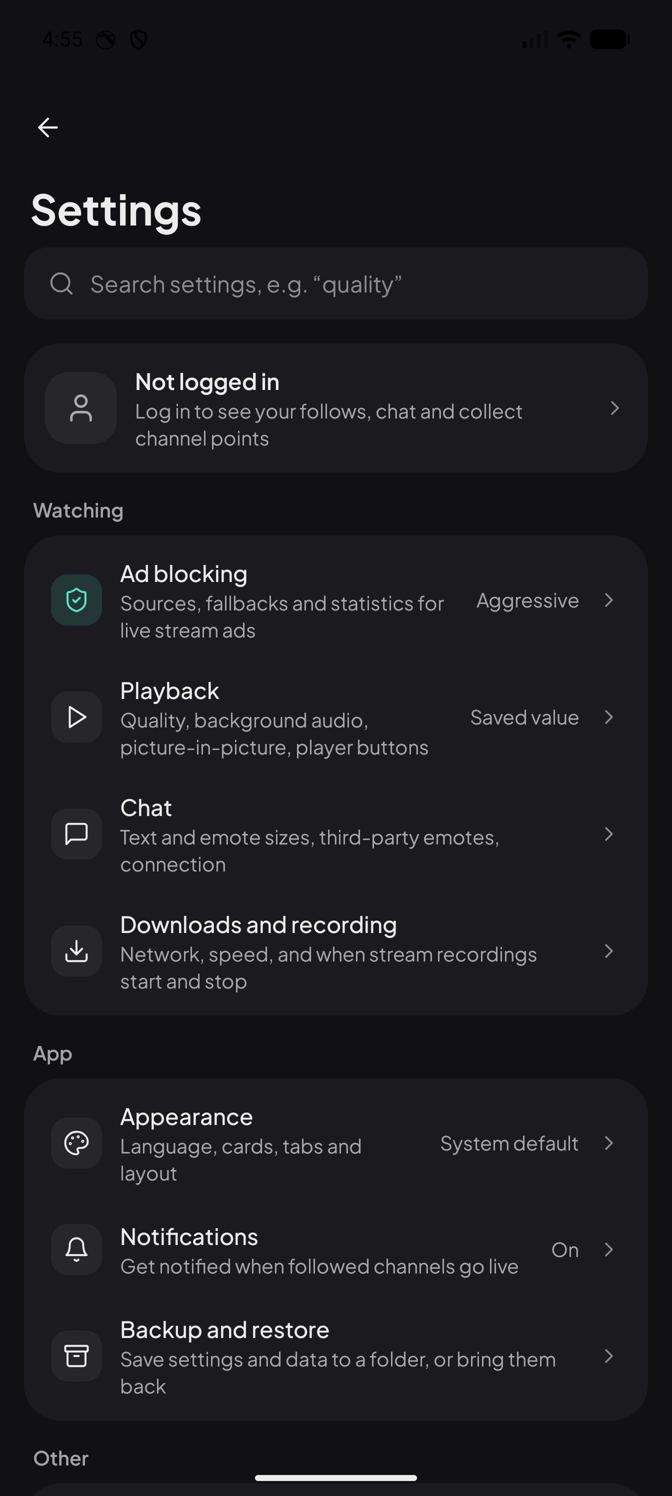 4:55
Settings
Search settings, e.g. “quality”
Not logged in
Log in to see your follows, chat and collect
channel points
Watching
Ad blocking
Sources, fallbacks and statistics for
live stream ads
Aggressive
Playback
Quality, background audio,
picture-in-picture, player buttons
Saved value
Chat
Text and emote sizes, third-party emotes,
connection
Downloads and recording
Network, speed, and when stream recordings
start and stop
App
Appearance
Language, cards, tabs and
layout
System default
Notifications
Get notified when followed channels go live
On
Backup and restore
Save settings and data to a folder, or bring them
back
Other